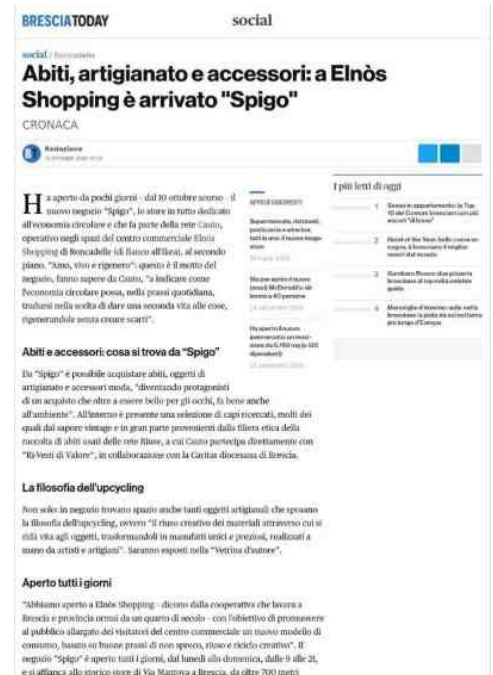 BRESCIATODAY
social
social / Roncadelle
Abiti, artigianato e accessori: a Elnòs
Shopping è arrivato "Spigo"
CRONACA
Redazione
I più letti di oggi
Ha aperto da pochi giorni - dal 10 ottobre scorso - il
nuovo negozio "Spigo", lo store in tutto dedicato
all'economia circolare e che fa parte della rete Cauto,
operativo negli spazi del centro commerciale Elnòs
Shopping di Roncadelle (di fianco all'Ikea), al secondo
piano. "Amo, vivo e rigenero": questo è il motto del
negozio, fanno sapere da Cauto, "a indicare come
l'economia circolare possa, nella prassi quotidiana,
tradursi nella scelta di dare una seconda vita alle cose,
rigenerandole senza creare scarti".
APPROFONDIMENTI
1
2
3
4
Abiti e accessori: cosa si trova da "Spigo"
Da "Spigo" è possibile acquistare abiti, oggetti di
artigianato e accessori moda, "diventando protagonisti
di un acquisto che oltre a essere bello per gli occhi, fa bene anche
all'ambiente". All'interno è presente una selezione di capi ricercati, molti dei
quali dal sapore vintage e in gran parte provenienti dalla filiera etica della
raccolta di abiti usati delle rete Riuse, a cui Cauto partecipa direttamente con
"Ri-Vesti di Valore", in collaborazione con la Caritas diocesana di Brescia.
La filosofia dell'upcycling
Non solo: in negozio trovano spazio anche tanti oggetti artigianali che sposano
la filosofia dell'upcycling, ovvero "il riuso creativo dei materiali attraverso cui si
ridà vita agli oggetti, trasformandoli in manufatti unici e preziosi, realizzati a
mano da artisti e artigiani". Saranno esposti nella "Vetrina d'autore".
Aperto tutti i giorni
"Abbiamo aperto a Elnòs Shopping - dicono dalla cooperativa che lavora a
Brescia e provincia ormai da un quarto di secolo - con l'obiettivo di promuovere
al pubblico allargato dei visitatori del centro commerciale un nuovo modello di
consumo, basato su buone prassi di non spreco, riuso e riciclo creativo". Il
negozio "Spigo" è aperto tutti i giorni, dal lunedì alla domenica, dalle 9 alle 21,
e si affianca allo storico store di Via Mantova a Brescia, da oltre 700 metri